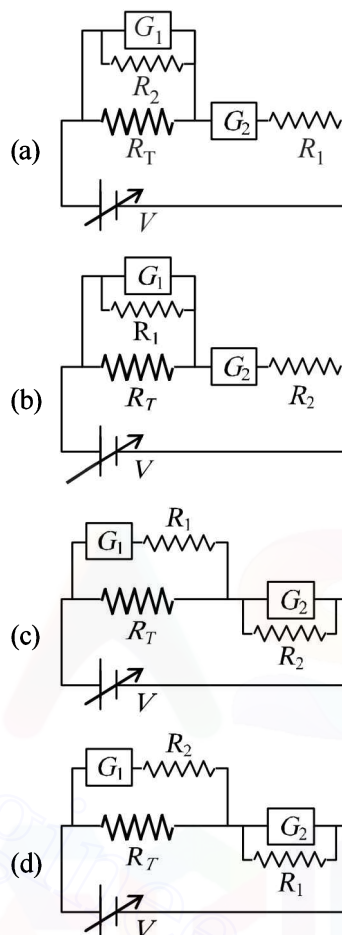 G1
R2
(a) RT G2 R1
V
G1
R1
(b) RT G2 R2
V
R1
G1
(c) RT G2
R2
V
R2
G1
(d) RT G2
R1
V